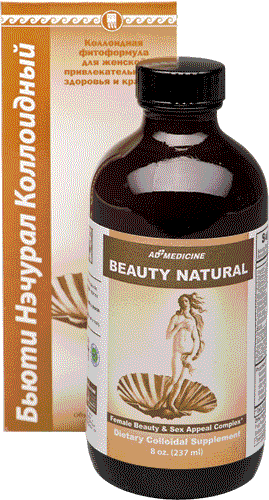 Коллоидная
фитоформула
для женской
привлекательн
здоровья и кра
Бьюти Нэчурал Коллоидный
AD MEDICINE
BEAUTY NATURAL
Female Beauty & Sex Appeal Complex*
Dietary Colloidal Supplement
8 oz. (237 ml)